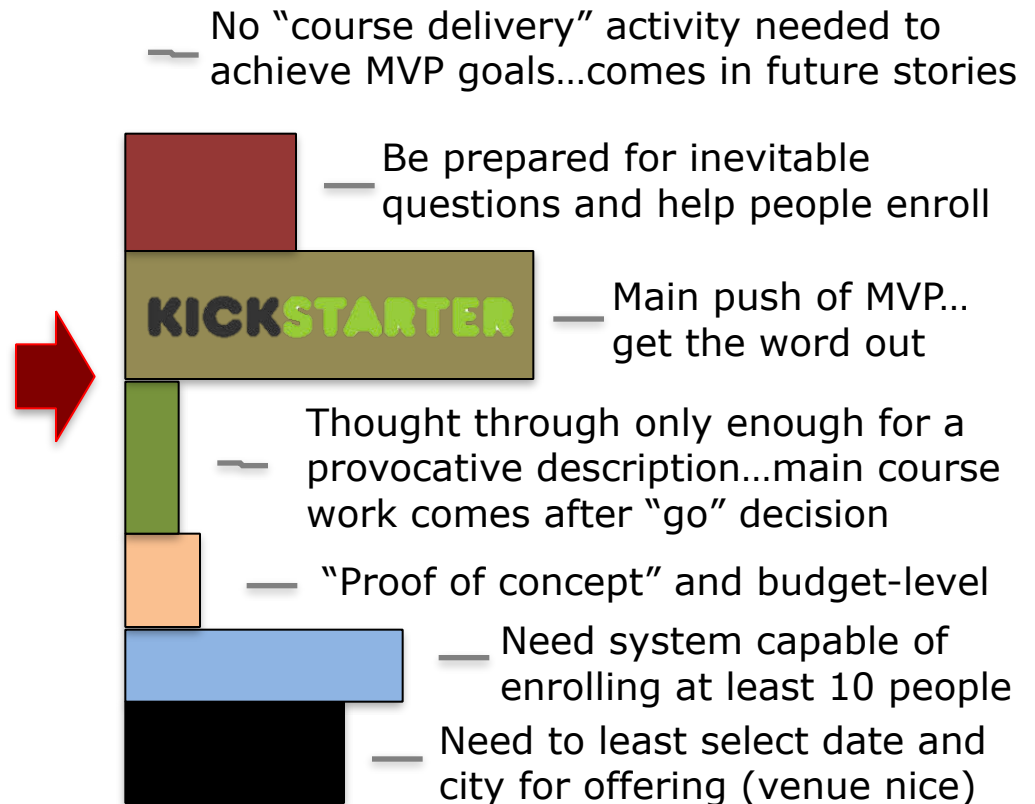 No “course delivery” activity needed to
achieve MVP goals…comes in future stories
Be prepared for inevitable
questions and help people enroll
KICKSTARTER
Main push of MVP…
get the word out
Thought through only enough for a
provocative description…main course
work comes after “go” decision
“Proof of concept” and budget-level
Need system capable of
enrolling at least 10 people
Need to least select date and
city for offering (venue nice)